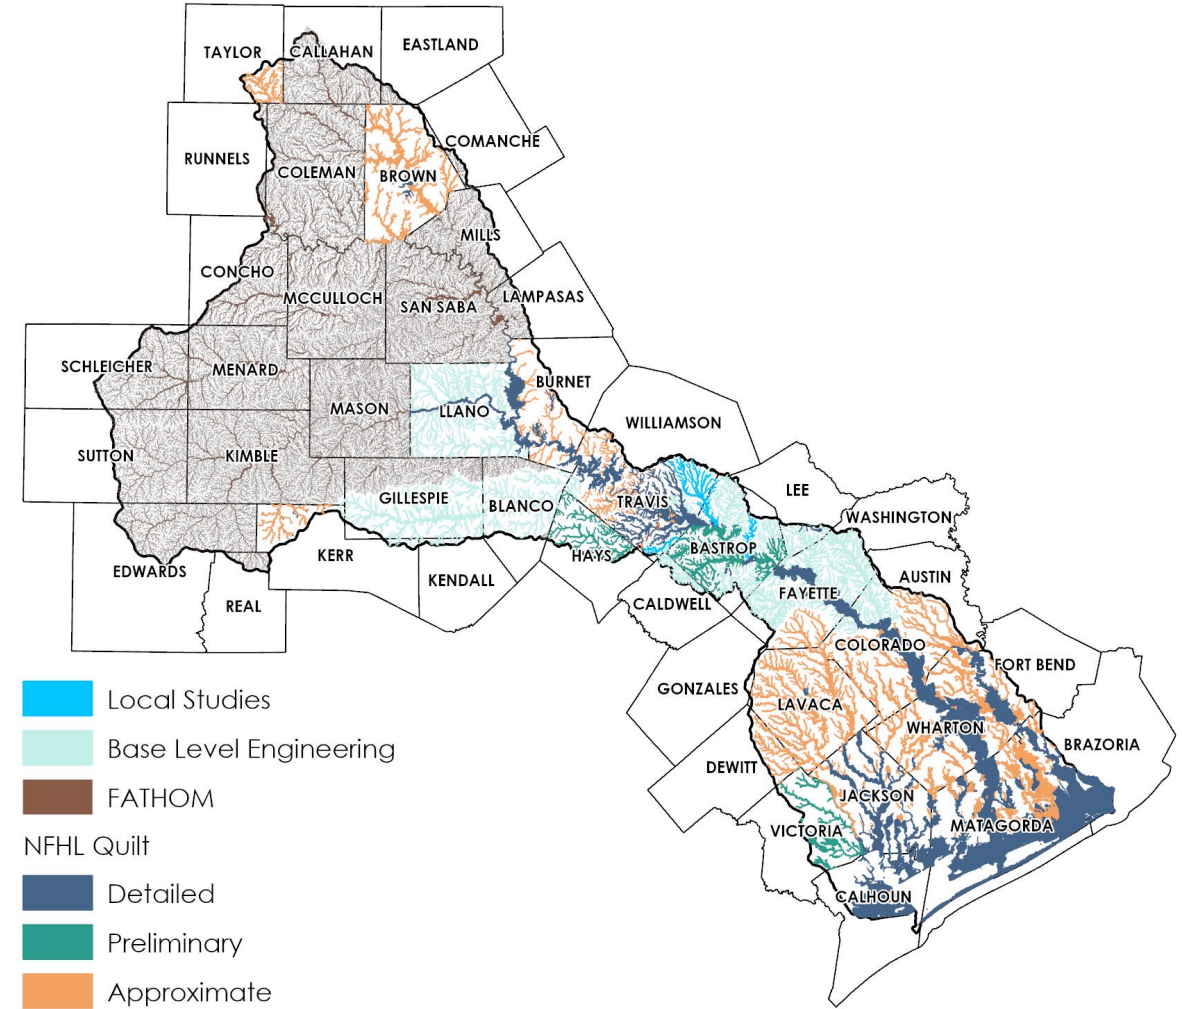 EASTLAND
TAYLOR
CALLAHAN
COMANCHE
RUNNELS
COLEMAN
BROWN
MILLS
CONCHO
MCCULLOCH
SAN SABA
LAMPASAS
SCHLEICHER
MENARD
BURNET
MASON
LLANO
WILLIAMSON
SUTTON
KIMBLE
LEE
GILLESPIE
TRAVIS
BLANCO
WASHINGTON
BASTROP
HAYS
KERR
EDWARDS
AUSTIN
KENDALL
FAYETTE
REAL
CALDWELL
COLORADO
FORT BEND
GONZALES
LAVACA
WHARTON
BRAZORIA
DEWITT
JACKSON
MATAGORDA
VICTORIA
CALHOUN
Local Studies
Base Level Engineering
FATHOM
NFHL Quilt
Detailed
Preliminary
Approximate